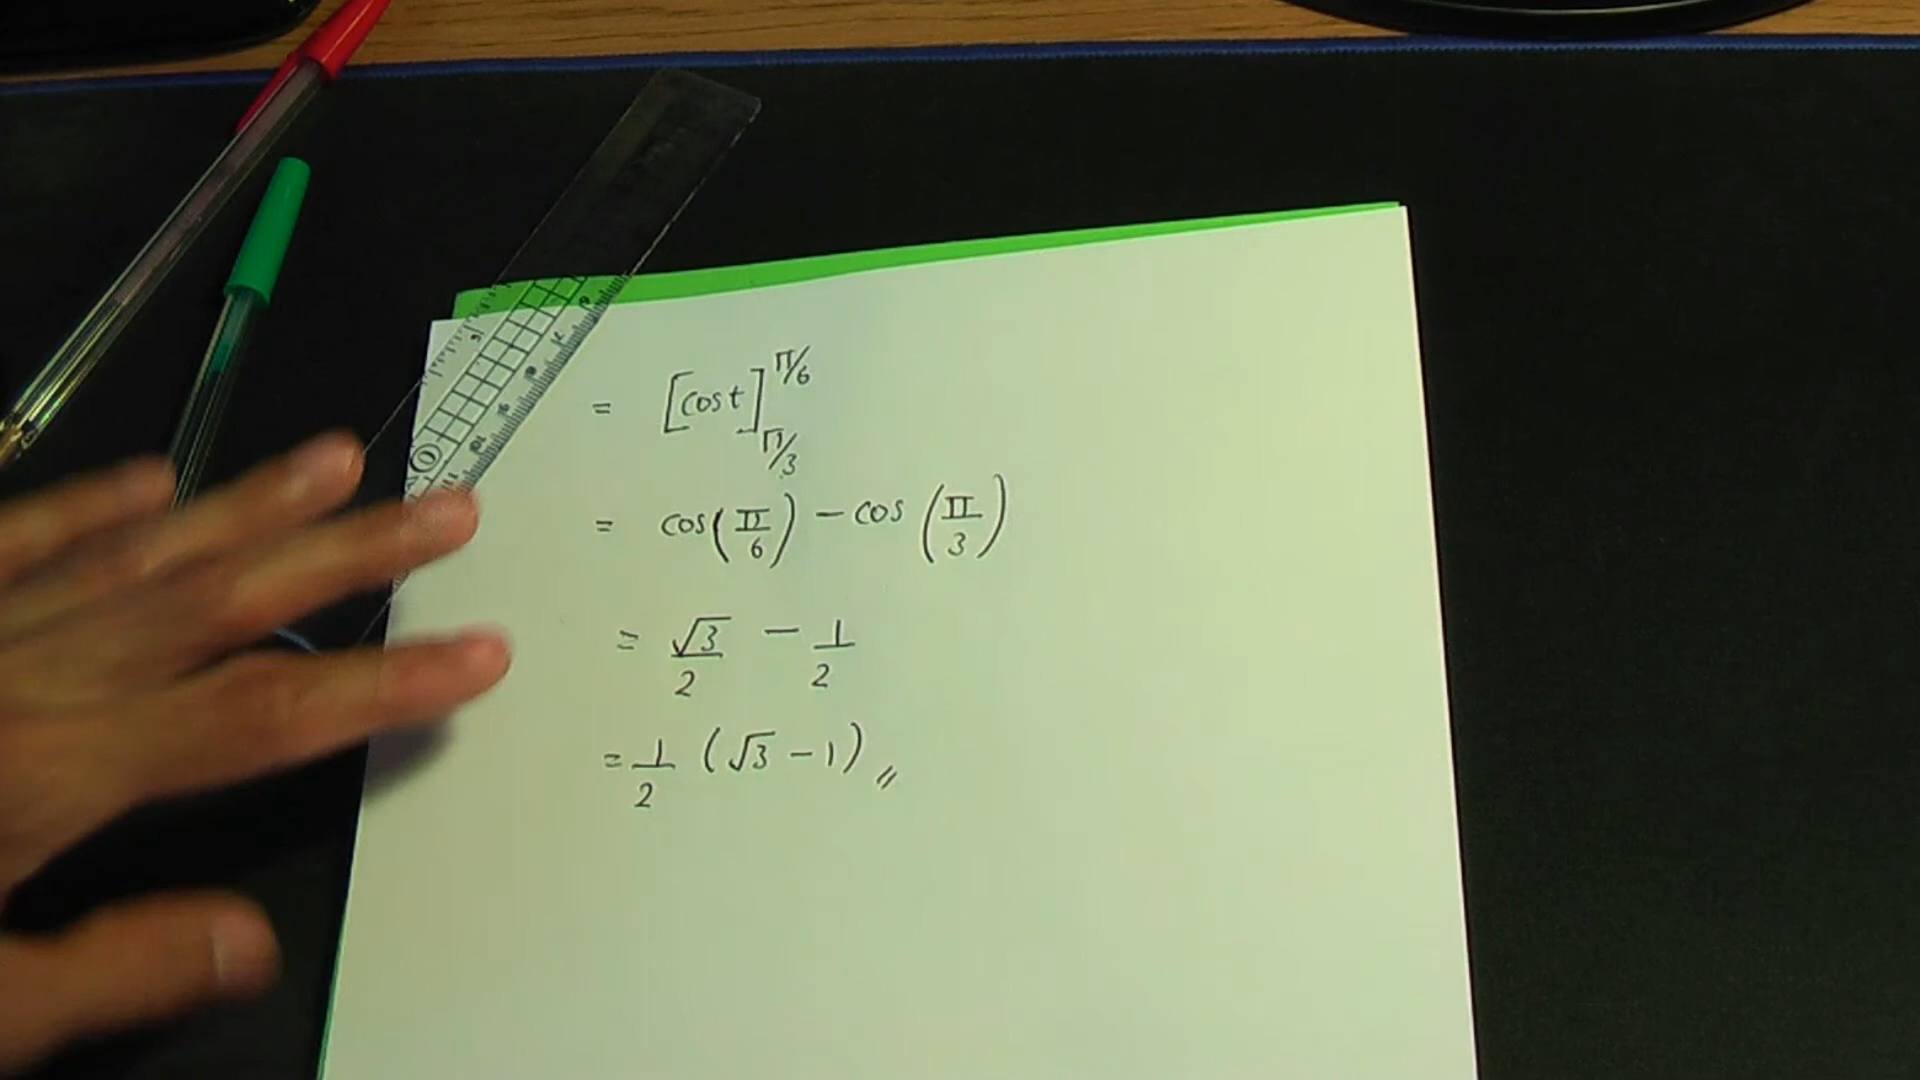 = [cos t]^{π/6}_{π/3}
= cos(π/6) - cos(π/3)
= √3/2 - 1/2
= 1/2 (√3 - 1) //